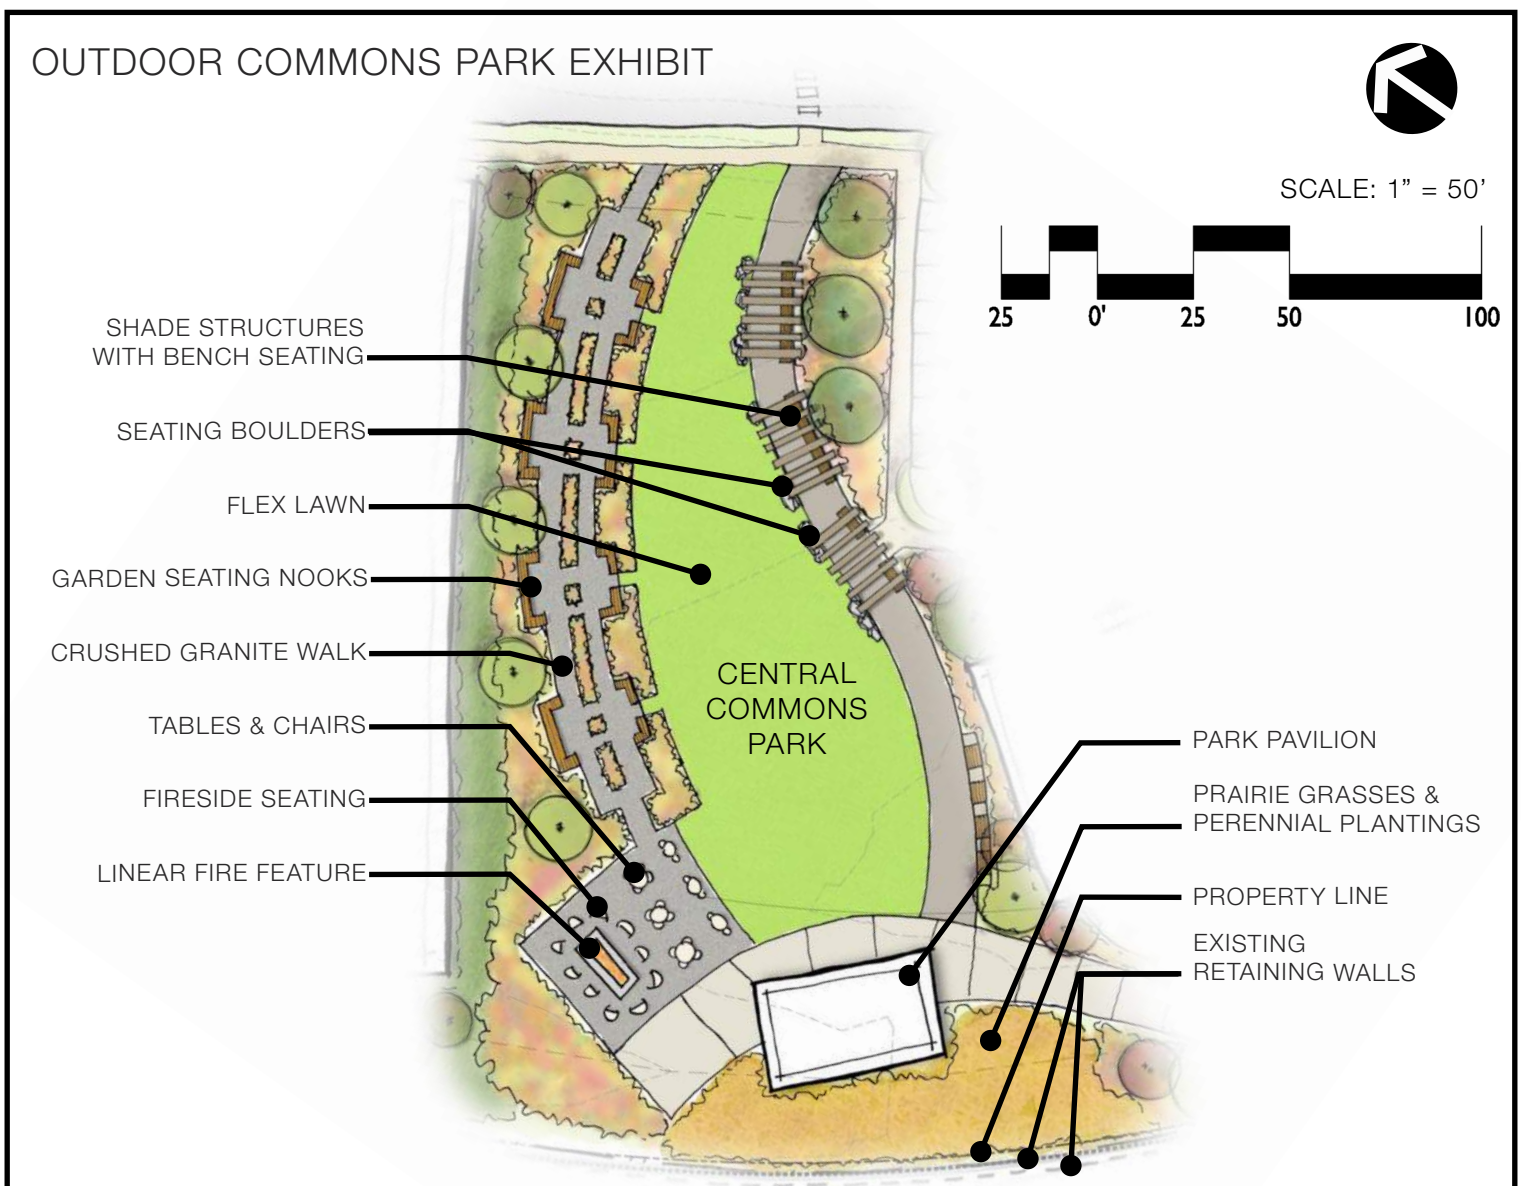 OUTDOOR COMMONS PARK EXHIBIT
SCALE: 1” = 50’
25 0' 25 50 100
SHADE STRUCTURES
WITH BENCH SEATING
SEATING BOULDERS
FLEX LAWN
GARDEN SEATING NOOKS
CRUSHED GRANITE WALK
TABLES & CHAIRS
FIRESIDE SEATING
LINEAR FIRE FEATURE
CENTRAL
COMMONS
PARK
PARK PAVILION
PRAIRIE GRASSES &
PERENNIAL PLANTINGS
PROPERTY LINE
EXISTING
RETAINING WALLS